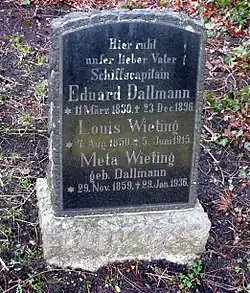 Hier ruht
unser lieber Vater
Schiffscapitain
Eduard Dallmann
* 11 März 1830. † 23 Dec. 1896.
Louis Wieting
* 7. Aug. 1850. † 5. Juni 1915.
Meta Wieting
geb. Dallmann
* 29. Nov. 1859. † 29. Jan. 1936.